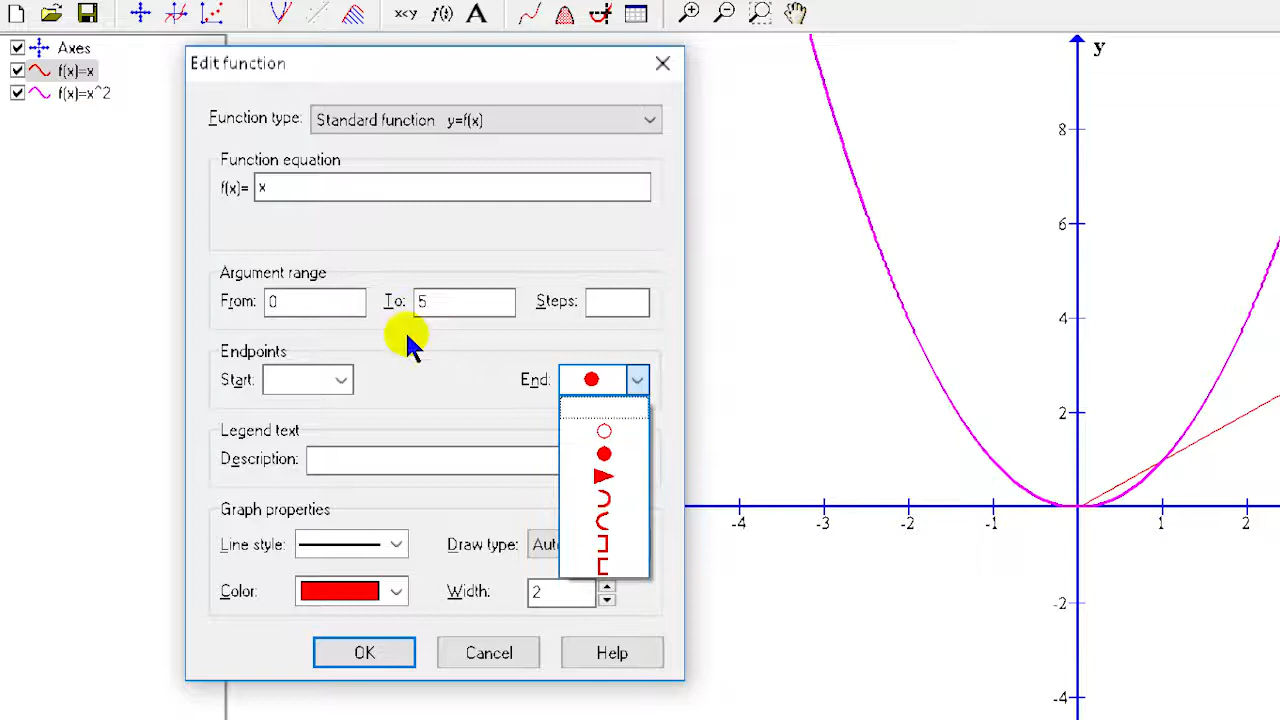 x<y f(x) A
Axes
f(x)=x
f(x)=x^2
Edit function
Function type: Standard function y=f(x)
Function equation
f(x)= x
Argument range
From: 0 To: 5 Steps:
Endpoints
Start: End:
Legend text
Description:
Graph properties
Line style: Draw type: Aut
Color: Width: 2
OK Cancel Help
y
8
6
4
2
-4 -3 -2 -1 1 2
-2
-4